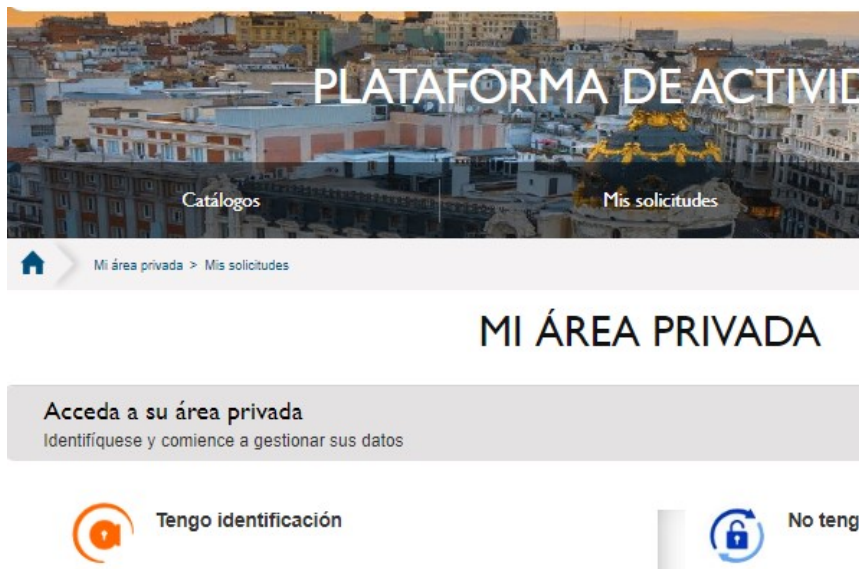 PLATAFORMA DE ACTIVID
Catálogos
Mis solicitudes
Mi área privada > Mis solicitudes
MI ÁREA PRIVADA
Acceda a su área privada
Identifíquese y comience a gestionar sus datos
Tengo identificación
No teng